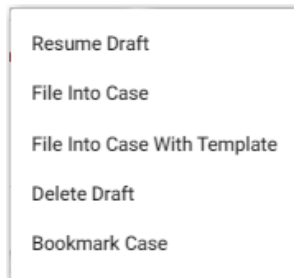 Resume Draft
File Into Case
File Into Case With Template
Delete Draft
Bookmark Case